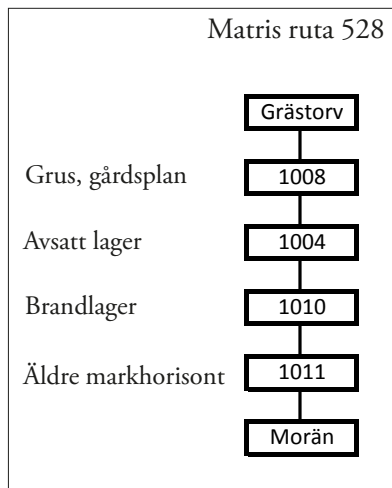 Matris ruta 528
Grästorv
Grus, gårdsplan 1008
Avsatt lager 1004
Brandlager 1010
Äldre markhorisont 1011
Morän